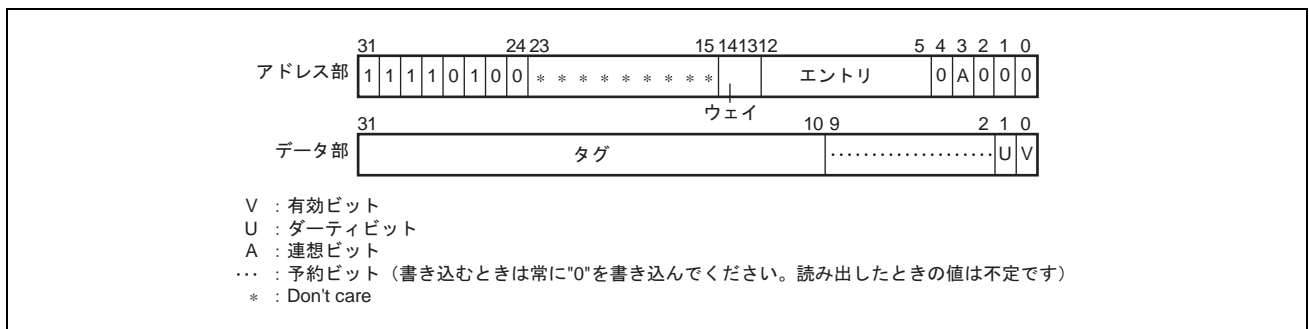 31 24 23 15 14 13 12 5 4 3 2 1 0
アドレス部 1 1 1 1 0 1 0 0 * * * * * * * * * エントリ 0 A 0 0 0
ウェイ
31 10 9 2 1 0
データ部 タグ ・・・・・・・・・・・・・・・・・・・・ U V
V :有効ビット
U :ダーティビット
A :連想ビット
… :予約ビット(書き込むときは常に"0"を書き込んでください。読み出したときの値は不定です)
* :Don't care